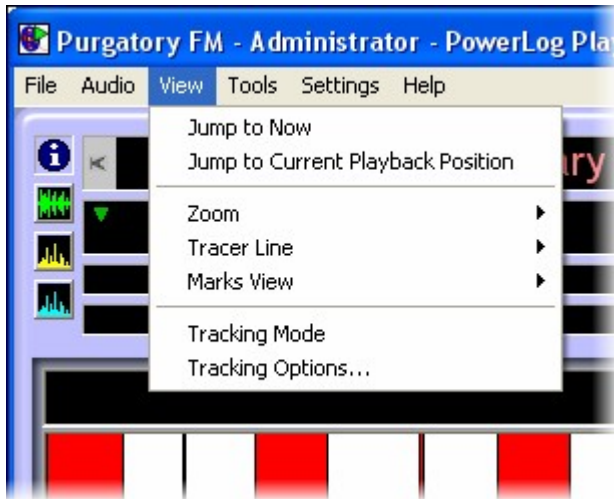 Purgatory FM - Administrator - PowerLog Pla
File Audio View Tools Settings Help
Jump to Now
Jump to Current Playback Position
ry
Zoom
Tracer Line
Marks View
Tracking Mode
Tracking Options...